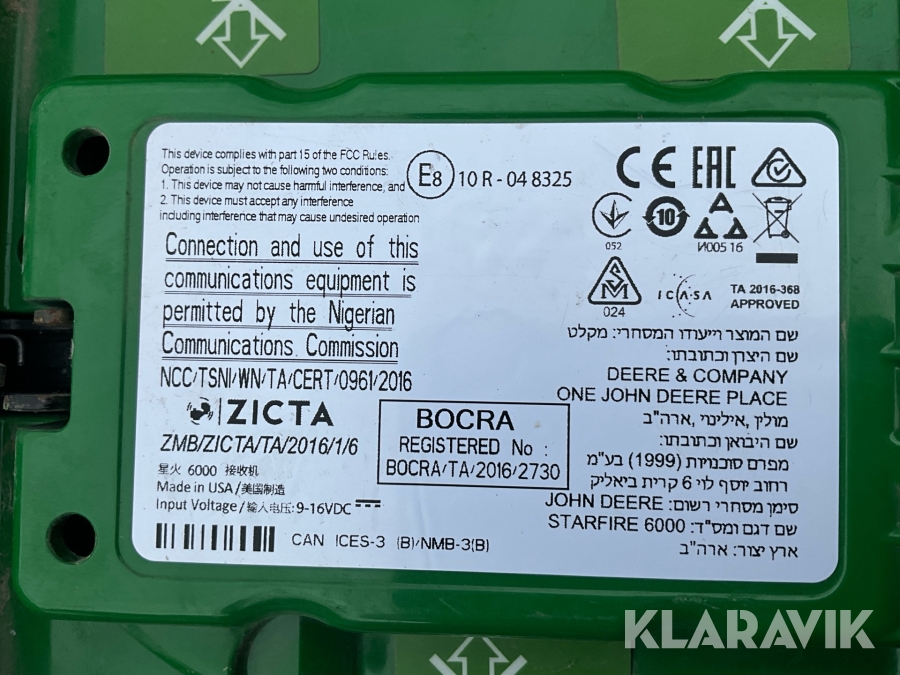 This device complies with part 15 of the FCC Rules.
Operation is subject to the following two conditions:
1. This device may not cause harmful interference, and
2. This device must accept any interference
including interference that may cause undesired operation
E8 10 R - 04 8325
Connection and use of this
communications equipment is
permitted by the Nigerian
Communications Commission
NCC/TSNI/WN/TA/CERT/0961/2016
ZICTA
ZMB/ZICTA/TA/2016/1/6
星火 6000 接收机
Made in USA/美国制造
Input Voltage/输入电压: 9-16VDC
CAN ICES-3 (B)/NMB-3(B)
BOCRA
REGISTERED No :
BOCRA/TA/2016/2730
CE EAC
052
10
И005 16
024
ICASA
TA 2016-368
APPROVED
שם המוצר וייעודו המסחרי: מקלט
שם היצרן וכתובתו:
DEERE & COMPANY
ONE JOHN DEERE PLACE
מולין ,אילינוי ,ארה"ב
שם היבואן וכתובתו:
מפרם סוכנויות (1999) בע"מ
רחוב יוסף לוי 6 קרית ביאליק
סימן מסחרי רשום: JOHN DEERE
שם דגם ומס"ד: STARFIRE 6000
ארץ יצור: ארה"ב
KLARAVIK